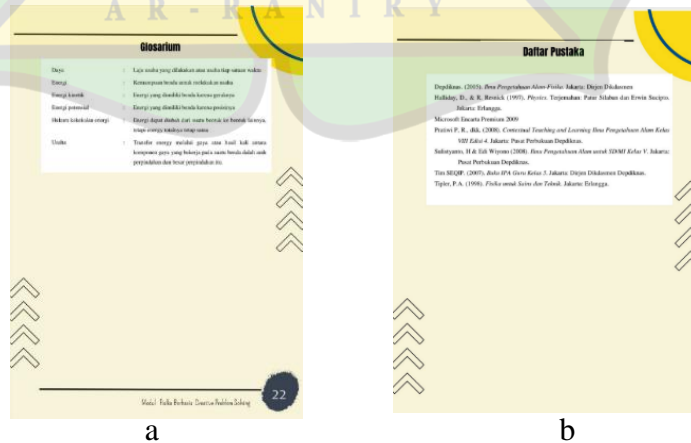 AR-RANIRY
Glosarium
Daya : Laju usaha yang dilakukan atau usaha tiap satuan waktu.
Energi : Kemampuan benda untuk melakukan usaha
Energi kinetik : Energi yang dimiliki benda karena geraknya
Energi potensial : Energi yang dimiliki benda karena posisinya
Hukum kekekalan energi : Energi dapat diubah dari suatu bentuk ke bentuk lainnya,
tetapi energi totalnya tetap sama.
Usaha : Transfer energi melalui gaya atau hasil kali antara
komponen gaya yang bekerja pada suatu benda dalam arah
perpindahan dan besar perpindahan itu.
Modul Fisika Berbasis Creative Problem Solving
22
a
Daftar Pustaka
Depdiknas. Ilmu Pengetahuan Alam-Fisika. Jakarta: Dirjen Dikdasmen
Halliday, D., & R. Resnick (1997). Physics. Terjemahan: Patur Silaban dan Erwin Sucipto.
Jakarta: Erlangga.
Microsoft Encarta Premium 2009
Pratiwi P, R., dkk. (2008). Contextual Teaching and Learning Ilmu Pengetahuan Alam Kelas
VIII Edisi 4. Jakarta: Pusat Perbukuan Depdiknas.
Sulistyanto, H & Edi Wiyono (2008). Ilmu Pengetahuan Alam untuk SD/MI Kelas V. Jakarta:
Pusat Perbukuan Depdiknas.
Tim SEQIP. (2007). Buku IPA Guru Kelas 5. Jakarta: Dirjen Dikdasmen Depdiknas.
Tipler, P.A. (1998). Fisika untuk Sains dan Teknik. Jakarta: Erlangga.
b